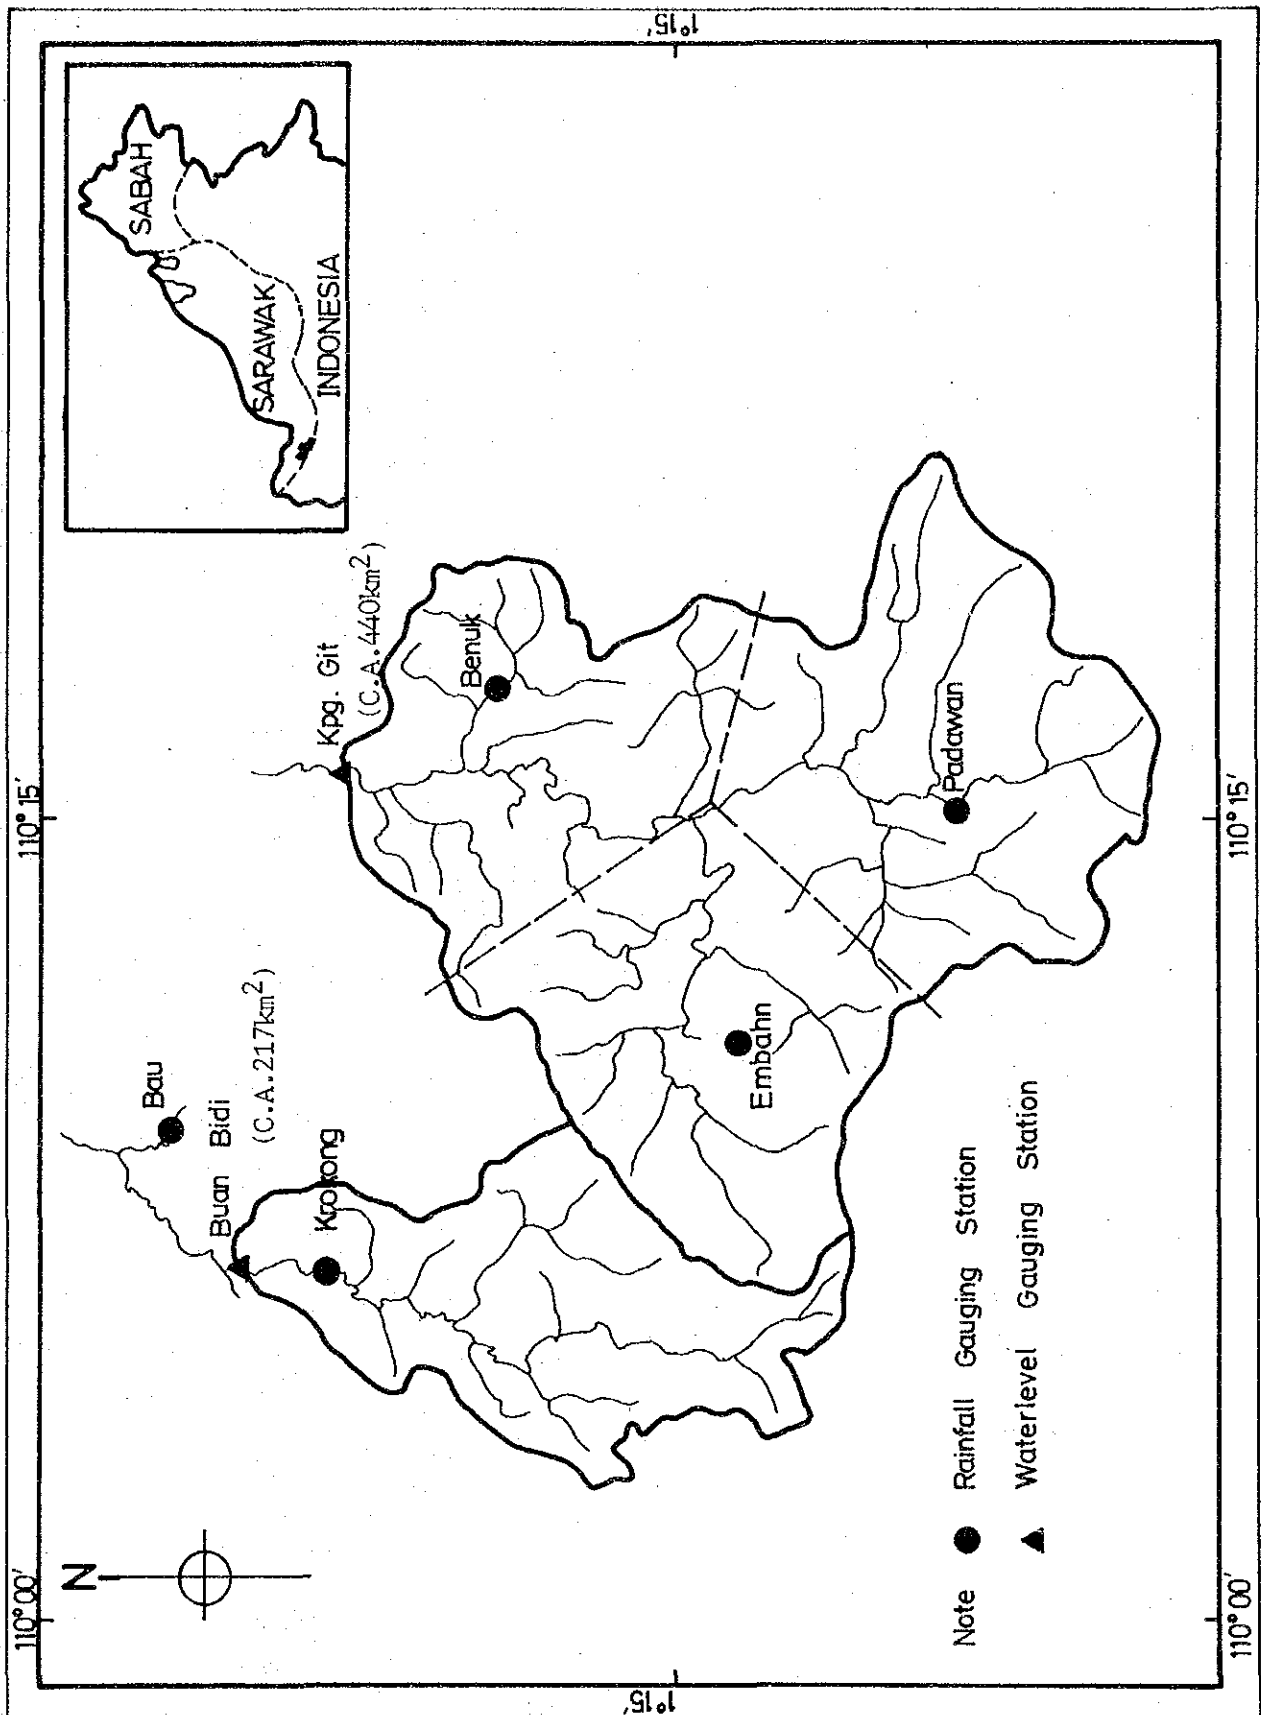 110°00'
110°15'
N
SABAH
SARAWAK
INDONESIA
Bau
Buan Bidi
(C.A.217km²)
Krokong
Kpg. Git
(C.A.440km²)
Benuk
1°15'
1°15'
Embahn
Padawan
Note ● Rainfall Gauging Station
▲ Waterlevel Gauging Station
110°00'
110°15'